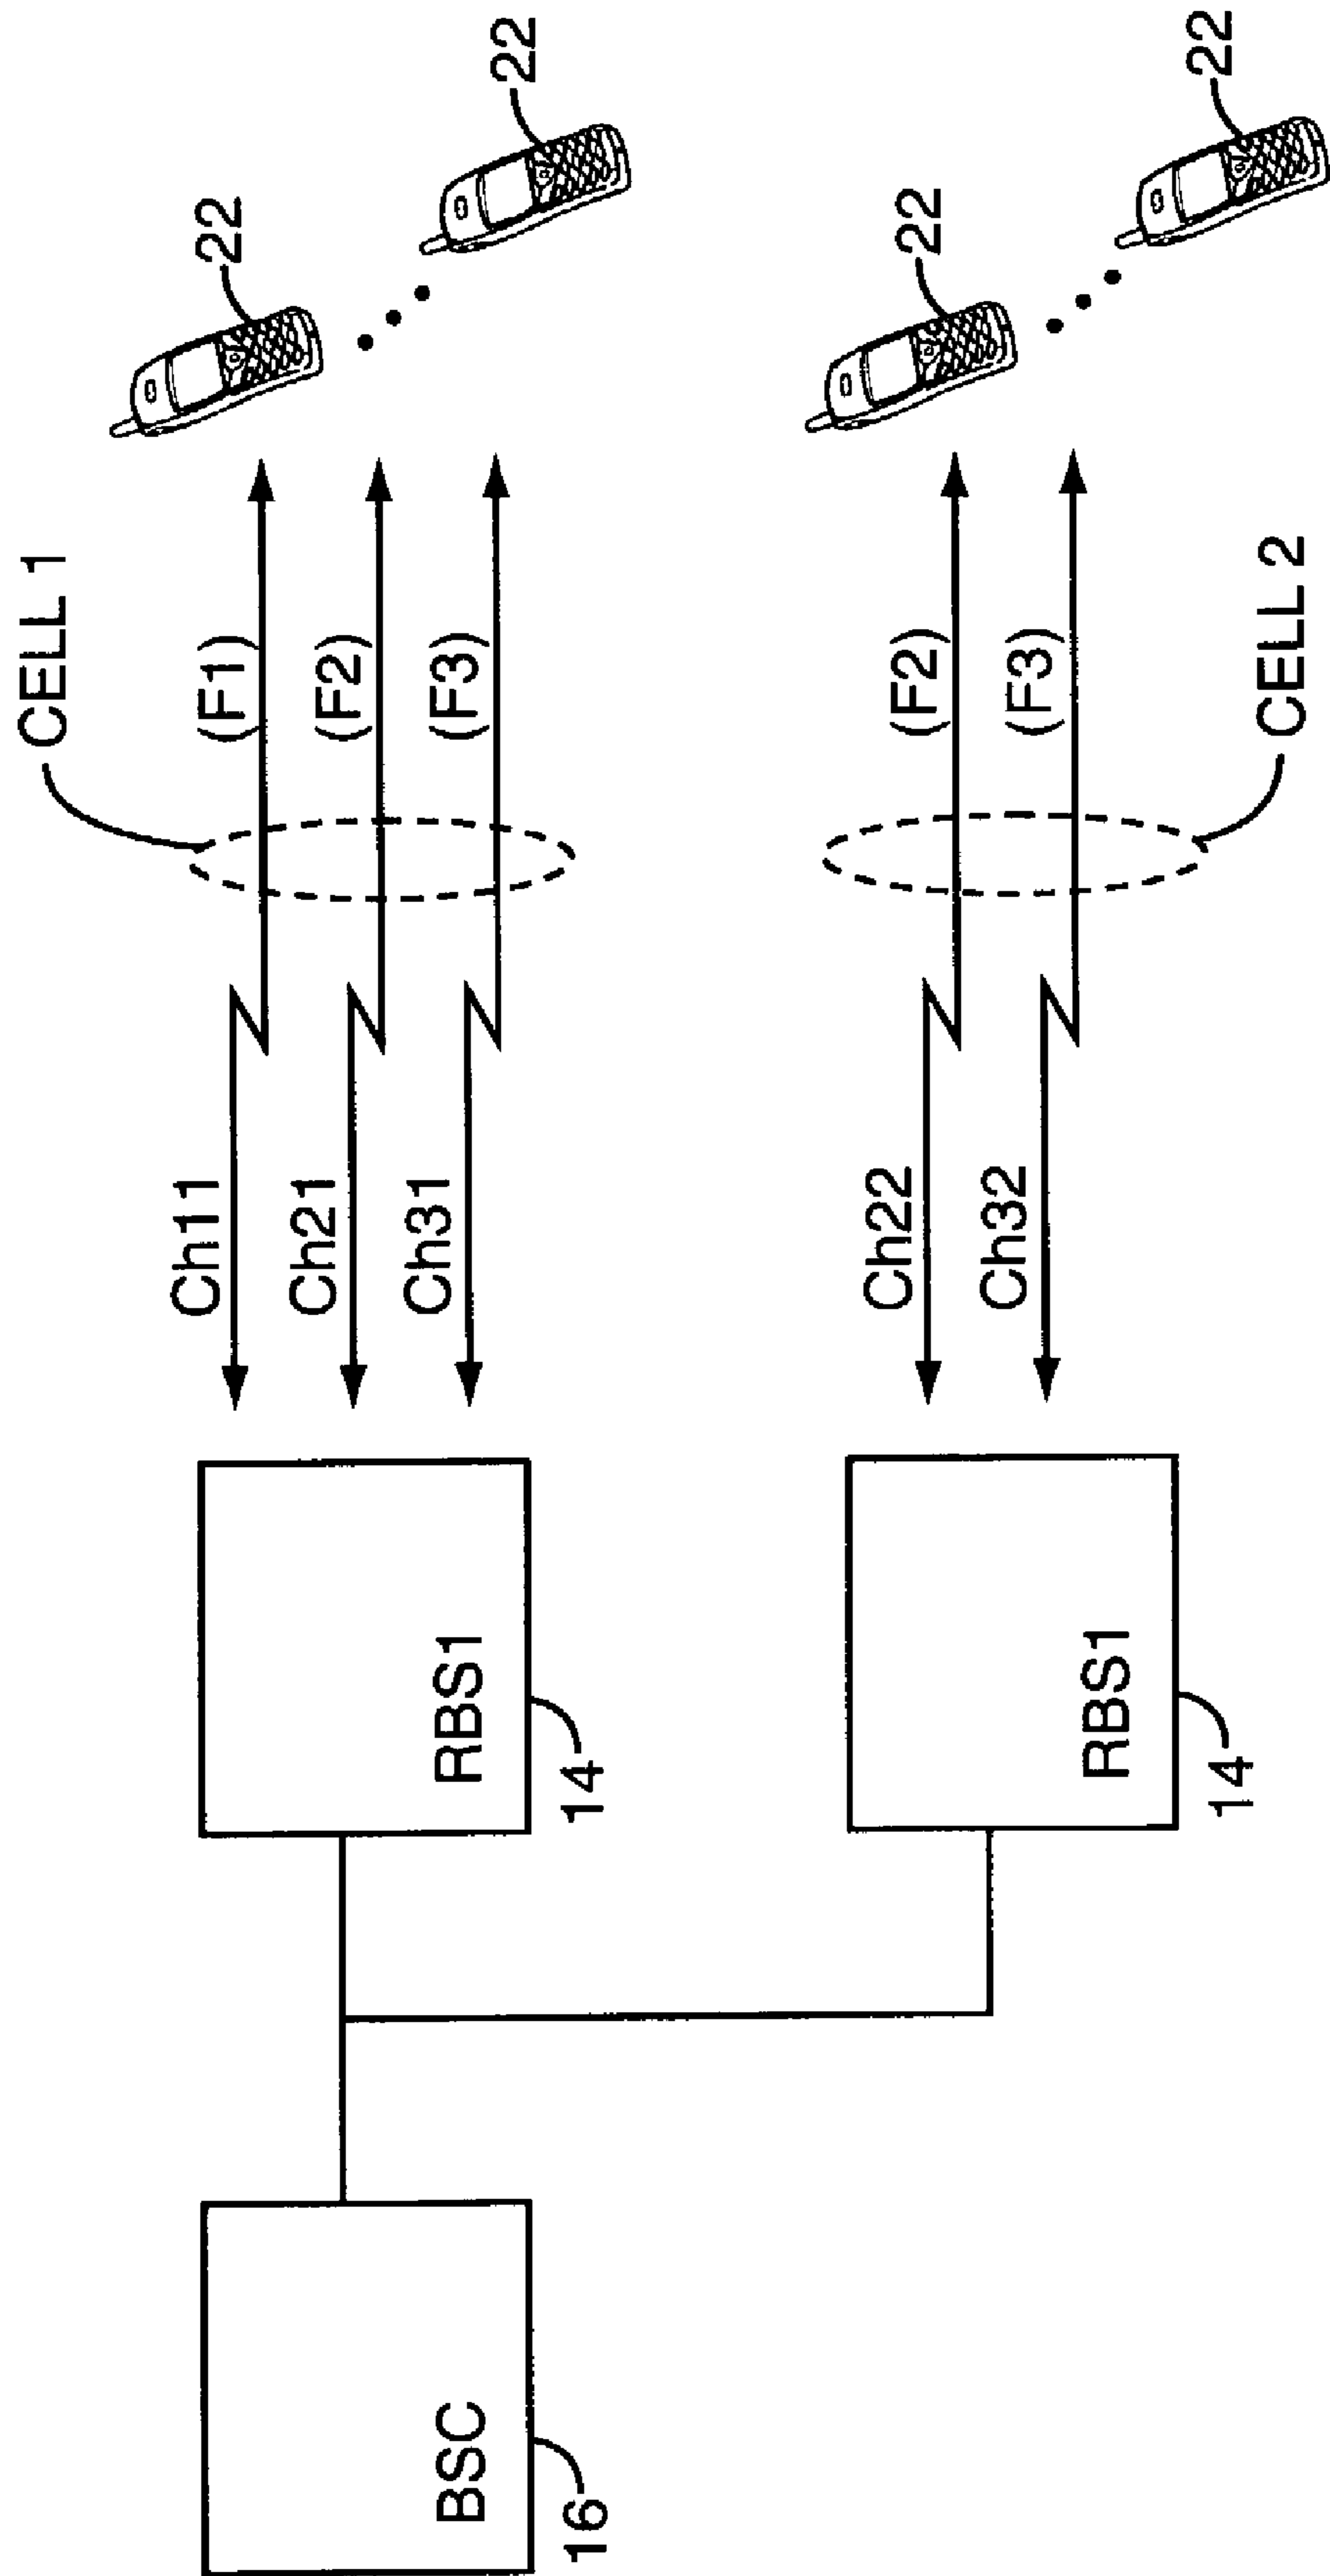 CELL 1
22
22
Ch11
(F1)
Ch21
(F2)
Ch31
(F3)
BSC
16
RBS1
14
22
22
Ch22
(F2)
Ch32
(F3)
CELL 2
RBS1
14